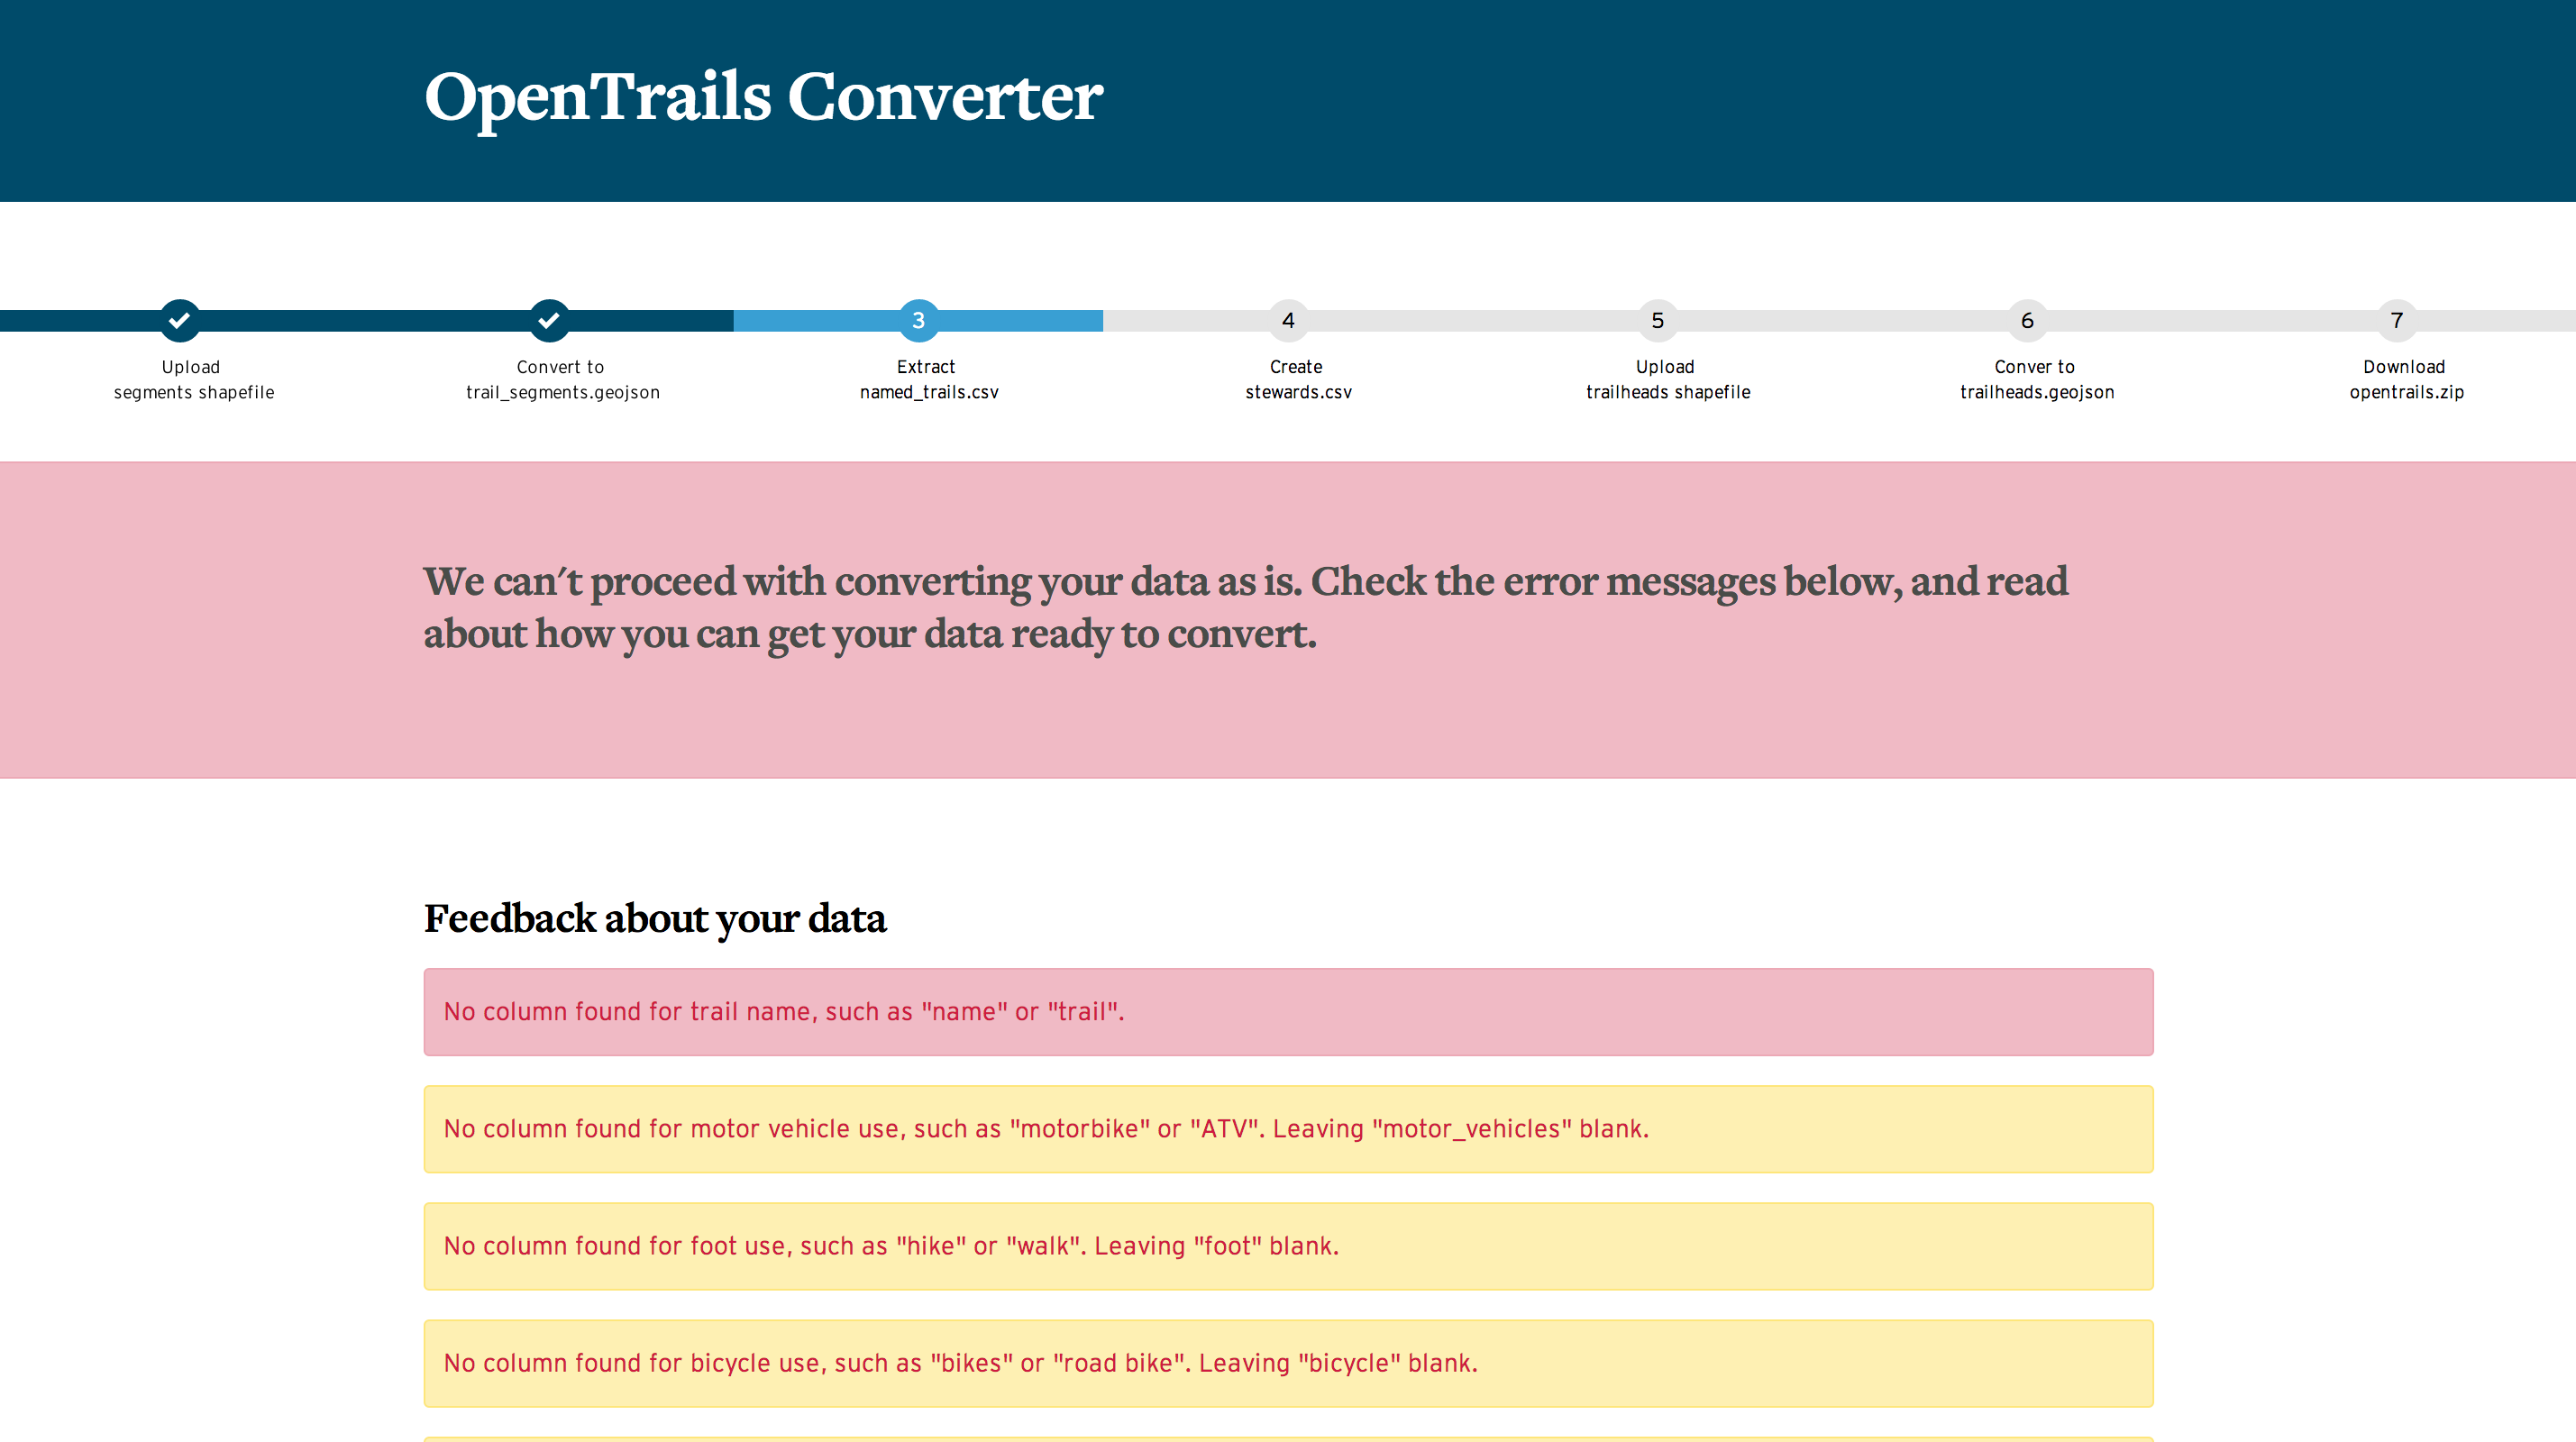 OpenTrails Converter
3
4
5
6
7
Upload
segments shapefile
Convert to
trail_segments.geojson
Extract
named_trails.csv
Create
stewards.csv
Upload
trailheads shapefile
Conver to
trailheads.geojson
Download
opentrails.zip
We can't proceed with converting your data as is. Check the error messages below, and read
about how you can get your data ready to convert.
Feedback about your data
No column found for trail name, such as "name" or "trail".
No column found for motor vehicle use, such as "motorbike" or "ATV". Leaving "motor_vehicles" blank.
No column found for foot use, such as "hike" or "walk". Leaving "foot" blank.
No column found for bicycle use, such as "bikes" or "road bike". Leaving "bicycle" blank.